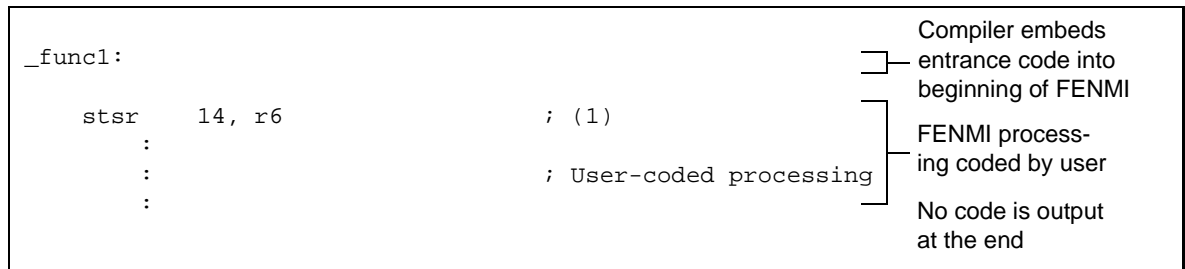 _func1:
stsr 14, r6 ; (1)
:
: ; User-coded processing
:
Compiler embeds
entrance code into
beginning of FENMI
FENMI process-
ing coded by user
No code is output
at the end